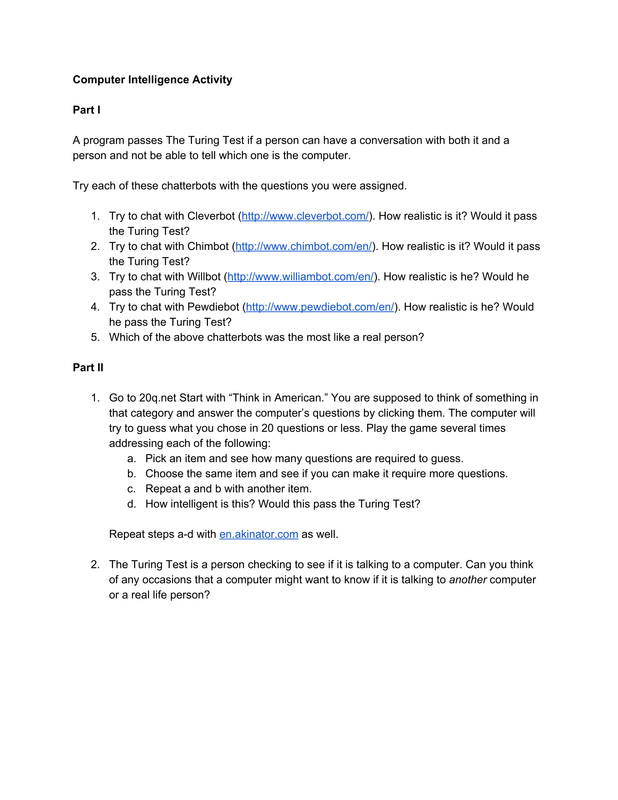 Computer Intelligence Activity
Part I
A program passes The Turing Test if a person can have a conversation with both it and a
person and not be able to tell which one is the computer.
Try each of these chatterbots with the questions you were assigned.
1. Try to chat with Cleverbot (http://www.cleverbot.com/). How realistic is it? Would it pass
the Turing Test?
2. Try to chat with Chimbot (http://www.chimbot.com/en/). How realistic is it? Would it pass
the Turing Test?
3. Try to chat with Willbot (http://www.williambot.com/en/). How realistic is he? Would he
pass the Turing Test?
4. Try to chat with Pewdiebot (http://www.pewdiebot.com/en/). How realistic is he? Would
he pass the Turing Test?
5. Which of the above chatterbots was the most like a real person?
Part II
1. Go to 20q.net Start with “Think in American.” You are supposed to think of something in
that category and answer the computer’s questions by clicking them. The computer will
try to guess what you chose in 20 questions or less. Play the game several times
addressing each of the following:
a. Pick an item and see how many questions are required to guess.
b. Choose the same item and see if you can make it require more questions.
c. Repeat a and b with another item.
d. How intelligent is this? Would this pass the Turing Test?
Repeat steps a-d with en.akinator.com as well.
2. The Turing Test is a person checking to see if it is talking to a computer. Can you think
of any occasions that a computer might want to know if it is talking to another computer
or a real life person?